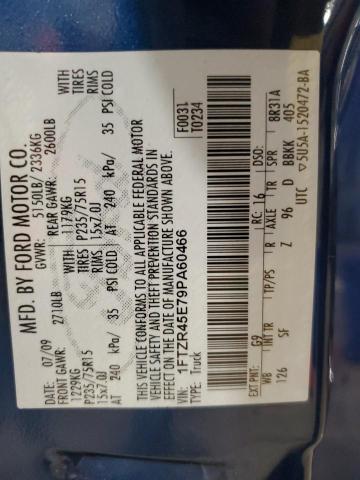 MFD. BY FORD MOTOR CO.
07/09 GVWR: 5150LB/ 2336KG
FRONT GAWR: 2710LB REAR GAWR: 2600LB
1229KG 1179KG
P235/75R15 TIRES P235/75R15 TIRES
15x7.0J RIMS 15x7.0J RIMS
AT 240 kPa/ 35 PSI COLD AT 240 kPa/ 35 PSI COLD
THIS VEHICLE CONFORMS TO ALL APPLICABLE FEDERAL MOTOR
VEHICLE SAFETY AND THEFT PREVENTION STANDARDS IN
EFFECT ON THE DATE OF MANUFACTURE SHOWN ABOVE.
VIN: 1FTZR45E79PA60466 F0031
TYPE: Truck T0234
EXT PNT: G9 RC: 16 DSO:
WB INT TR R AXLE TR SPR 8R31A
126 SF Z 96 D BBKK 405
UTC ▽5U5A-1520472-BA